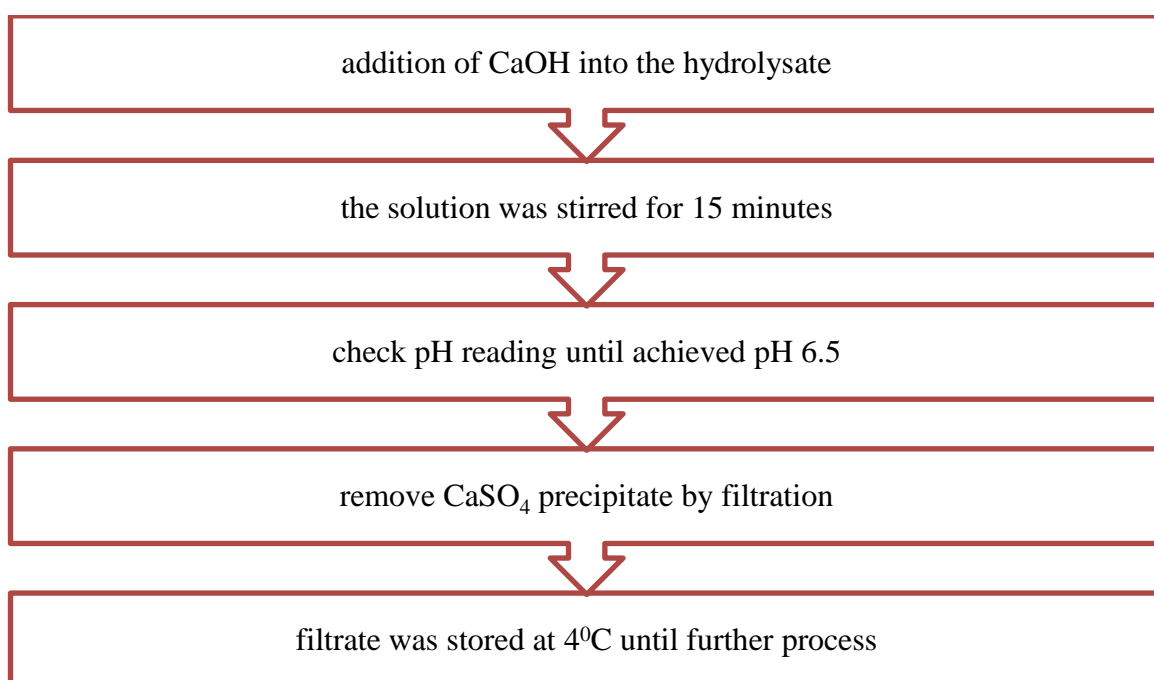 addition of CaOH into the hydrolysate
the solution was stirred for 15 minutes
check pH reading until achieved pH 6.5
remove CaSO₄ precipitate by filtration
filtrate was stored at 4⁰C until further process